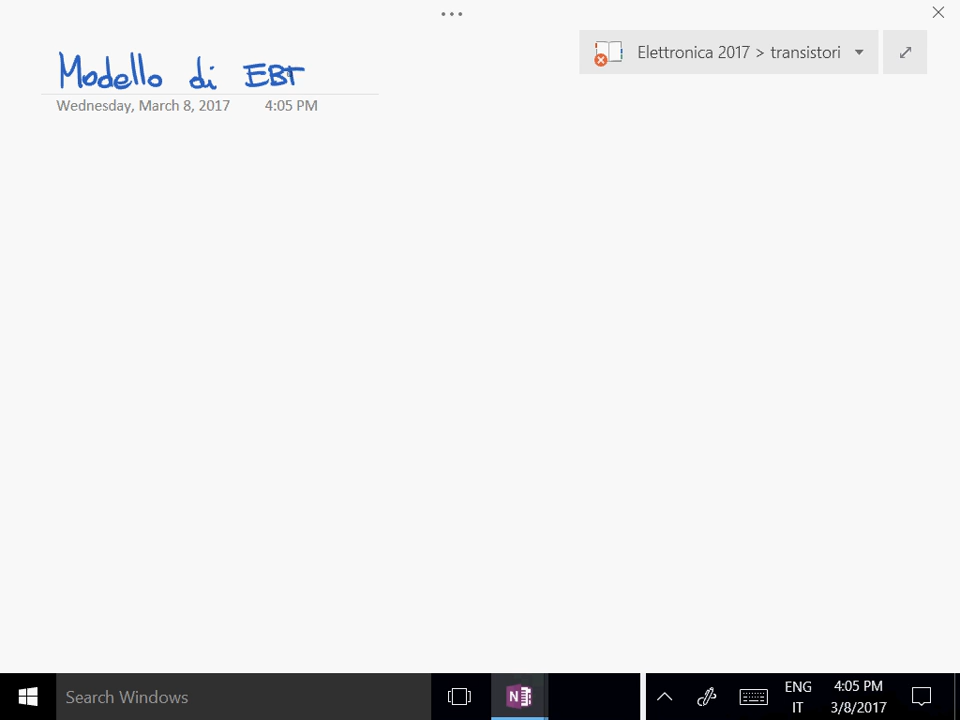 Elettronica 2017 > transistori
Modello di EBT
Wednesday, March 8, 2017 4:05 PM
Search Windows
N
ENG
IT
4:05 PM
3/8/2017